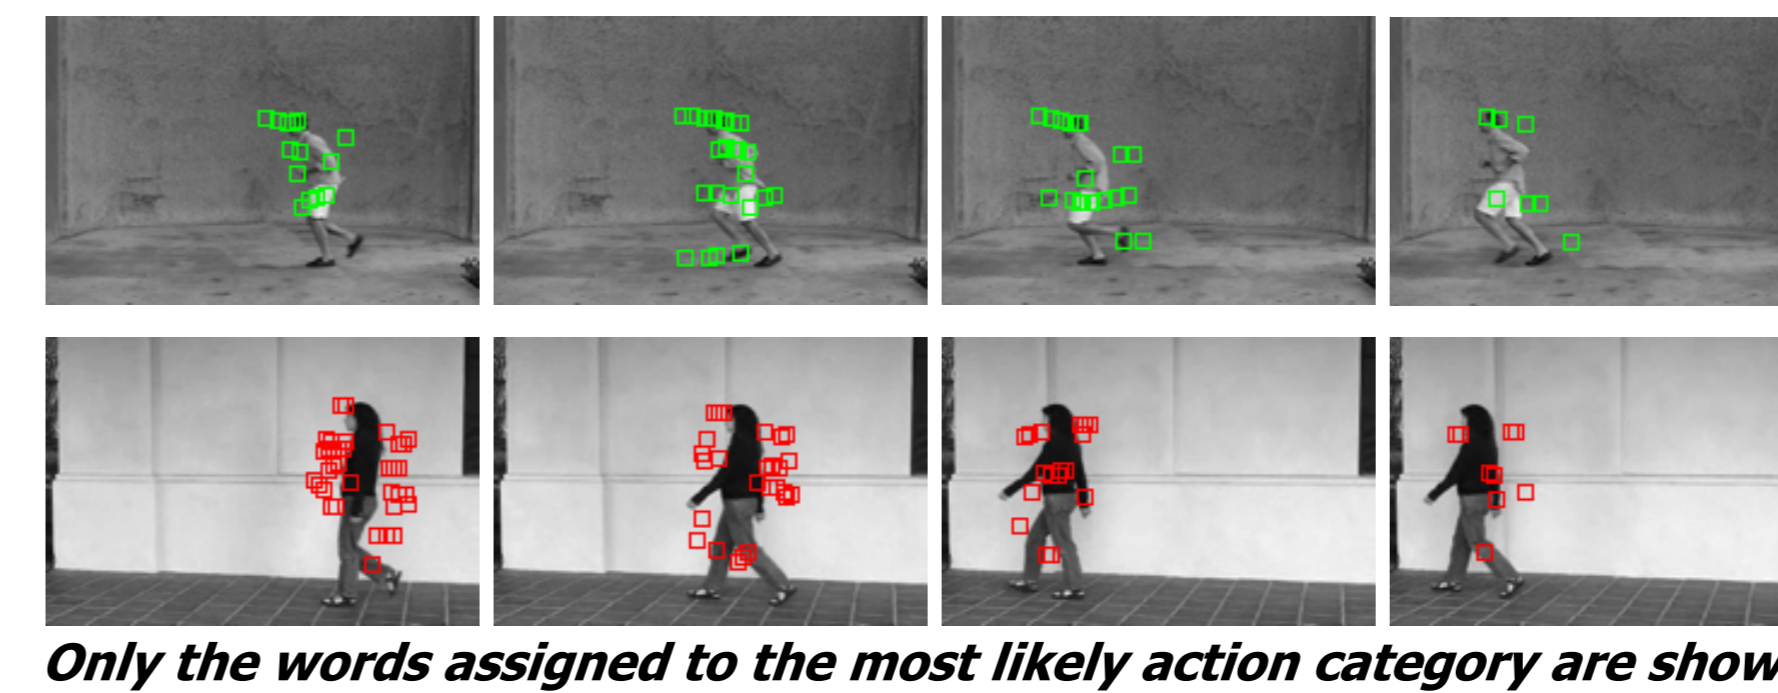 Only the words assigned to the most likely action category are show